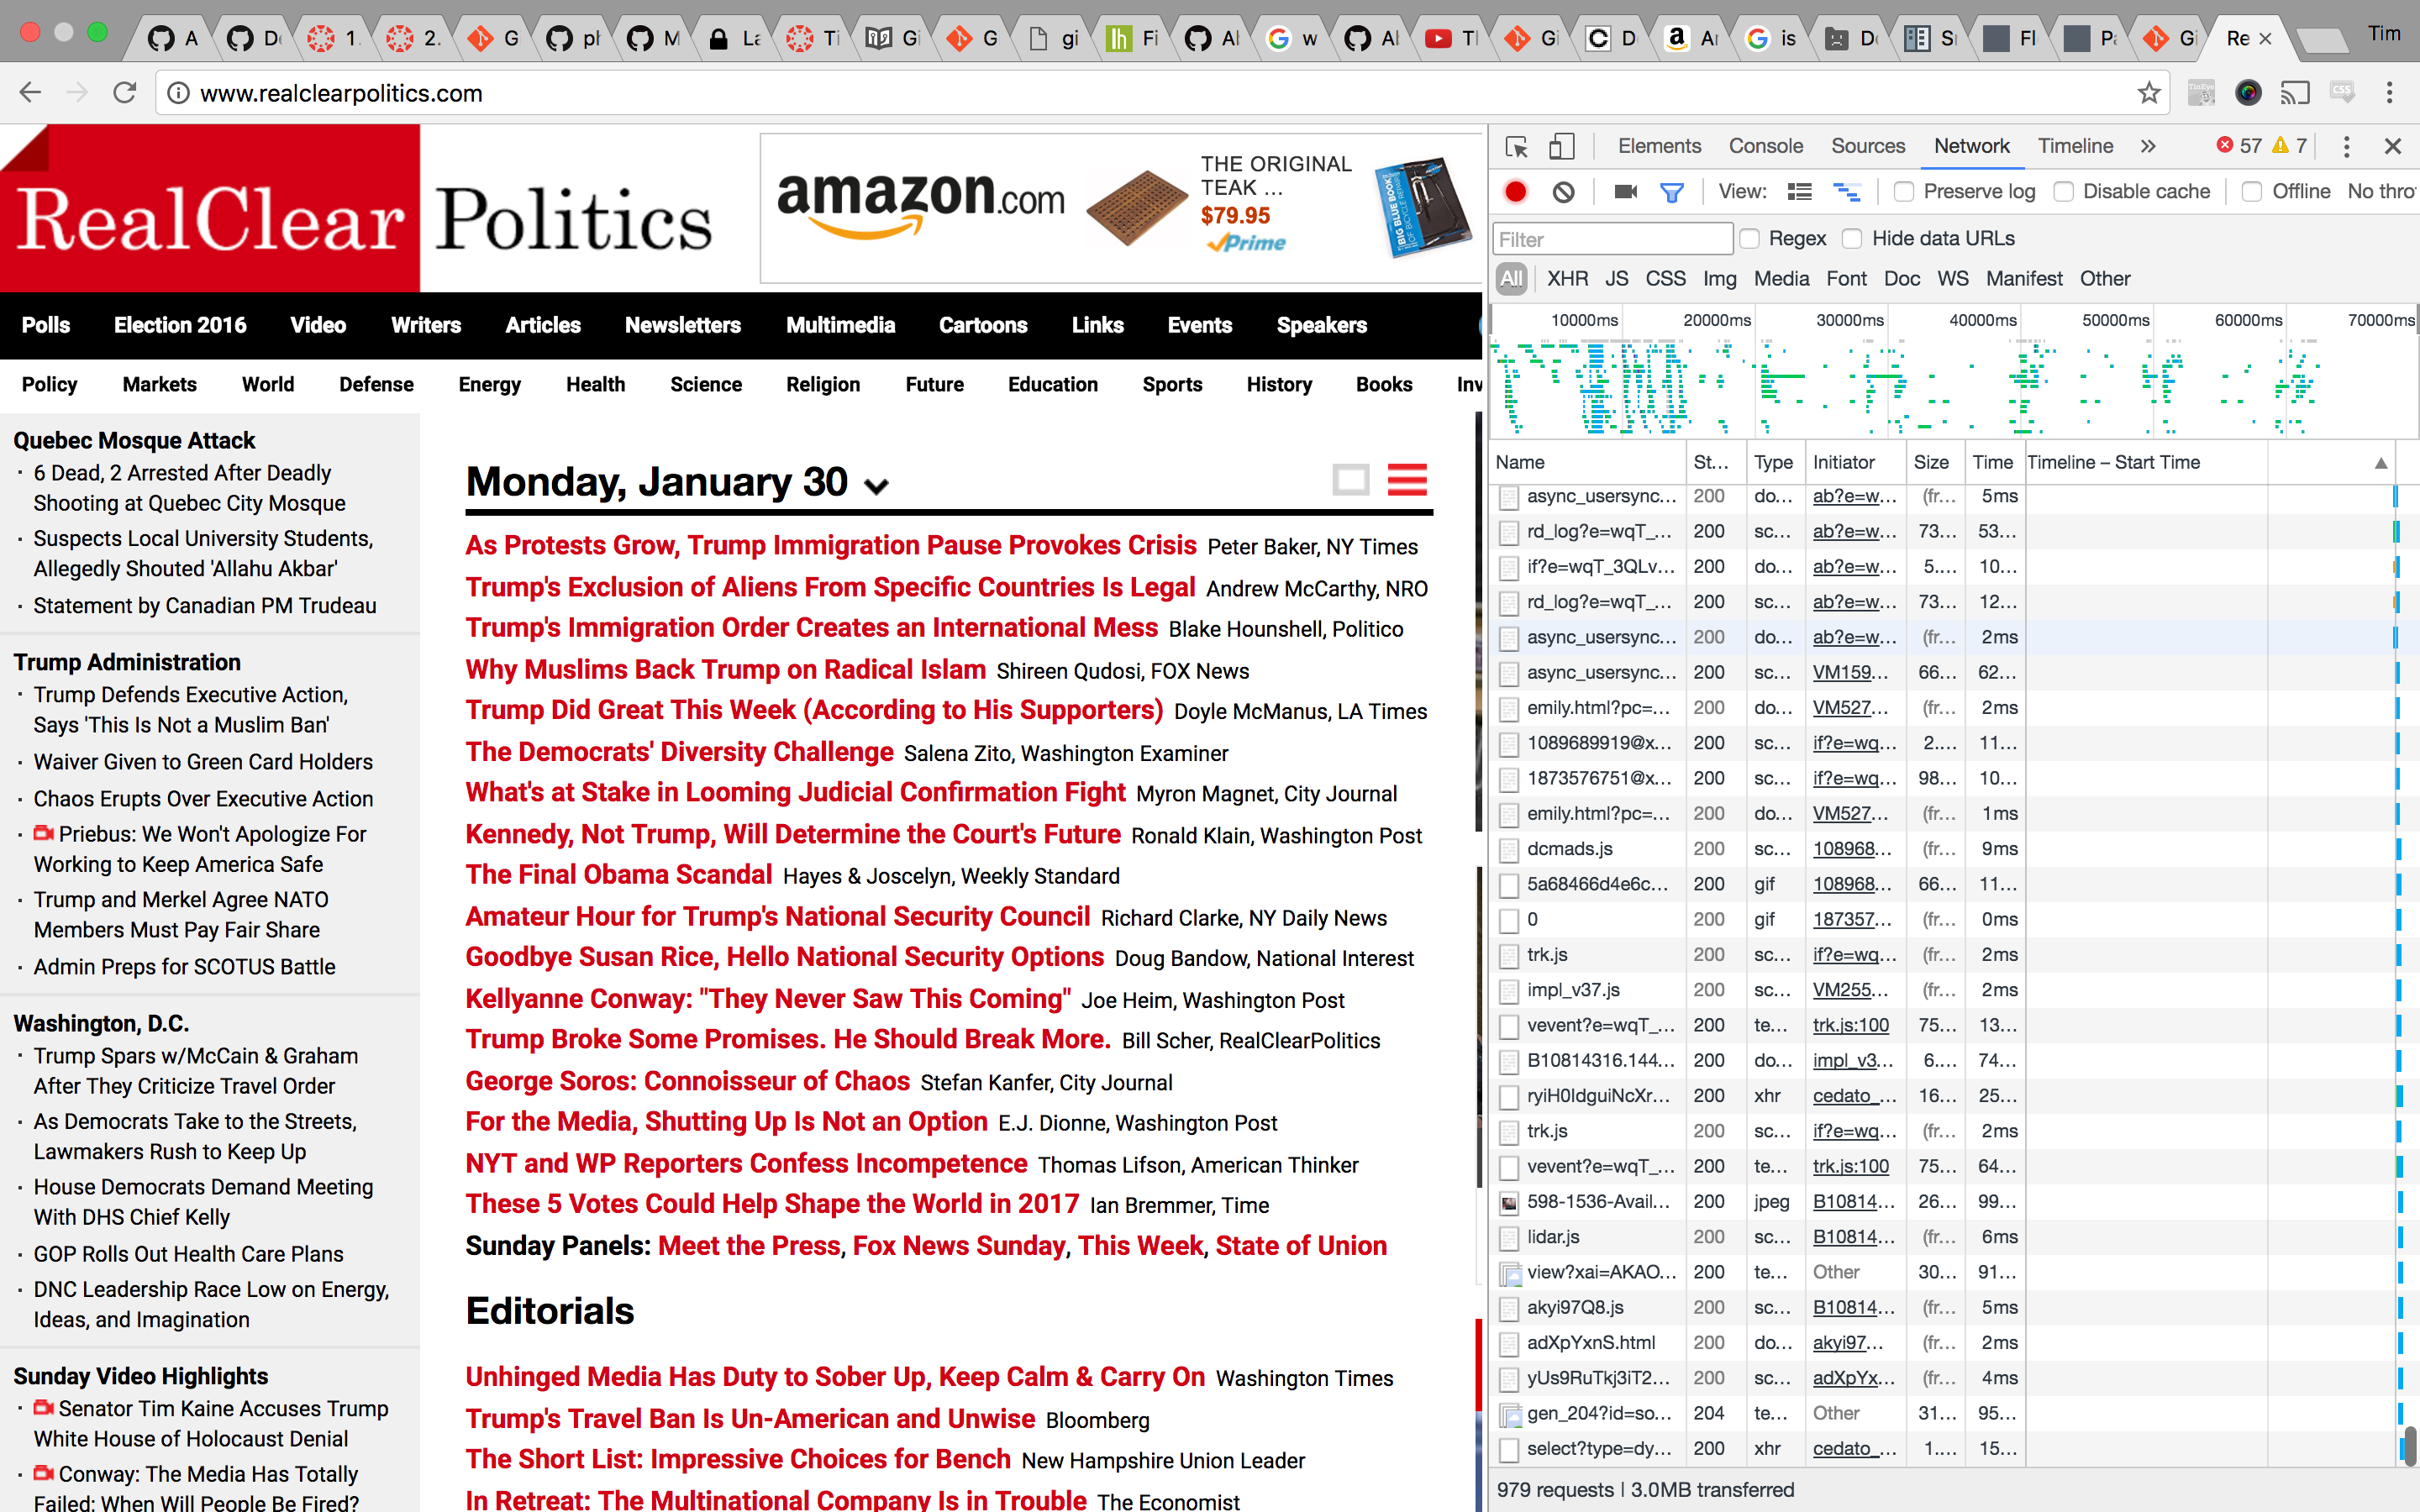 A
D
1
2.
G
pl
M
La
Ti
Gi
G
gi
Fi
Al
w
Al
Tl
Gi
D
Ar
is
D
Sr
Fl
Pa
Gi
Re
Tim
www.realclearpolitics.com
RealClear Politics
amazon.com
THE ORIGINAL
TEAK ...
$79.95
Prime
BIG BLUE BOOK
OF BICYCLE REPAIR
Polls Election 2016 Video Writers Articles Newsletters Multimedia Cartoons Links Events Speakers
Policy Markets World Defense Energy Health Science Religion Future Education Sports History Books Inv
Quebec Mosque Attack
· 6 Dead, 2 Arrested After Deadly
Shooting at Quebec City Mosque
· Suspects Local University Students,
Allegedly Shouted 'Allahu Akbar'
· Statement by Canadian PM Trudeau
Trump Administration
· Trump Defends Executive Action,
Says 'This Is Not a Muslim Ban'
· Waiver Given to Green Card Holders
· Chaos Erupts Over Executive Action
· Priebus: We Won't Apologize For
Working to Keep America Safe
· Trump and Merkel Agree NATO
Members Must Pay Fair Share
· Admin Preps for SCOTUS Battle
Washington, D.C.
· Trump Spars w/McCain & Graham
After They Criticize Travel Order
· As Democrats Take to the Streets,
Lawmakers Rush to Keep Up
· House Democrats Demand Meeting
With DHS Chief Kelly
· GOP Rolls Out Health Care Plans
· DNC Leadership Race Low on Energy,
Ideas, and Imagination
Sunday Video Highlights
· Senator Tim Kaine Accuses Trump
White House of Holocaust Denial
· Conway: The Media Has Totally
Failed; When Will People Be Fired?
Monday, January 30
As Protests Grow, Trump Immigration Pause Provokes Crisis Peter Baker, NY Times
Trump's Exclusion of Aliens From Specific Countries Is Legal Andrew McCarthy, NRO
Trump's Immigration Order Creates an International Mess Blake Hounshell, Politico
Why Muslims Back Trump on Radical Islam Shireen Qudosi, FOX News
Trump Did Great This Week (According to His Supporters) Doyle McManus, LA Times
The Democrats' Diversity Challenge Salena Zito, Washington Examiner
What's at Stake in Looming Judicial Confirmation Fight Myron Magnet, City Journal
Kennedy, Not Trump, Will Determine the Court's Future Ronald Klain, Washington Post
The Final Obama Scandal Hayes & Joscelyn, Weekly Standard
Amateur Hour for Trump's National Security Council Richard Clarke, NY Daily News
Goodbye Susan Rice, Hello National Security Options Doug Bandow, National Interest
Kellyanne Conway: "They Never Saw This Coming" Joe Heim, Washington Post
Trump Broke Some Promises. He Should Break More. Bill Scher, RealClearPolitics
George Soros: Connoisseur of Chaos Stefan Kanfer, City Journal
For the Media, Shutting Up Is Not an Option E.J. Dionne, Washington Post
NYT and WP Reporters Confess Incompetence Thomas Lifson, American Thinker
These 5 Votes Could Help Shape the World in 2017 Ian Bremmer, Time
Sunday Panels: Meet the Press, Fox News Sunday, This Week, State of Union
Editorials
Unhinged Media Has Duty to Sober Up, Keep Calm & Carry On Washington Times
Trump's Travel Ban Is Un-American and Unwise Bloomberg
The Short List: Impressive Choices for Bench New Hampshire Union Leader
In Retreat: The Multinational Company Is in Trouble The Economist
Elements Console Sources Network Timeline » 57 7
View: Preserve log Disable cache Offline No thro
Filter Regex Hide data URLs
All XHR JS CSS Img Media Font Doc WS Manifest Other
10000ms 20000ms 30000ms 40000ms 50000ms 60000ms 70000ms
Name St... Type Initiator Size Time Timeline – Start Time
async_usersync... 200 do... ab?e=w... (fr... 5ms
rd_log?e=wqT_... 200 sc... ab?e=w... 73... 53...
if?e=wqT_3QLv... 200 do... ab?e=w... 5.... 10...
rd_log?e=wqT_... 200 sc... ab?e=w... 73... 12...
async_usersync... 200 do... ab?e=w... (fr... 2ms
async_usersync... 200 sc... VM159... 66... 62...
emily.html?pc=... 200 do... VM527... (fr... 2ms
1089689919@x... 200 sc... if?e=wq... 2.... 11...
1873576751@x... 200 sc... if?e=wq... 98... 10...
emily.html?pc=... 200 do... VM527... (fr... 1ms
dcmads.js 200 sc... 108968... (fr... 9ms
5a68466d4e6c... 200 gif 108968... 66... 11...
0 200 gif 187357... (fr... 0ms
trk.js 200 sc... if?e=wq... (fr... 2ms
impl_v37.js 200 sc... VM255... (fr... 2ms
vevent?e=wqT_... 200 te... trk.js:100 75... 13...
B10814316.144... 200 do... impl_v3... 6.... 74...
ryiH0IdguiNcXr... 200 xhr cedato_... 16... 25...
trk.js 200 sc... if?e=wq... (fr... 2ms
vevent?e=wqT_... 200 te... trk.js:100 75... 64...
598-1536-Avail... 200 jpeg B10814... 26... 99...
lidar.js 200 sc... B10814... (fr... 6ms
view?xai=AKAO... 200 te... Other 30... 91...
akyi97Q8.js 200 sc... B10814... (fr... 5ms
adXpYxnS.html 200 do... akyi97... (fr... 2ms
yUs9RuTkj3iT2... 200 sc... adXpYx... (fr... 4ms
gen_204?id=so... 204 te... Other 31... 95...
select?type=dy... 200 xhr cedato_... 1.... 15...
979 requests | 3.0MB transferred